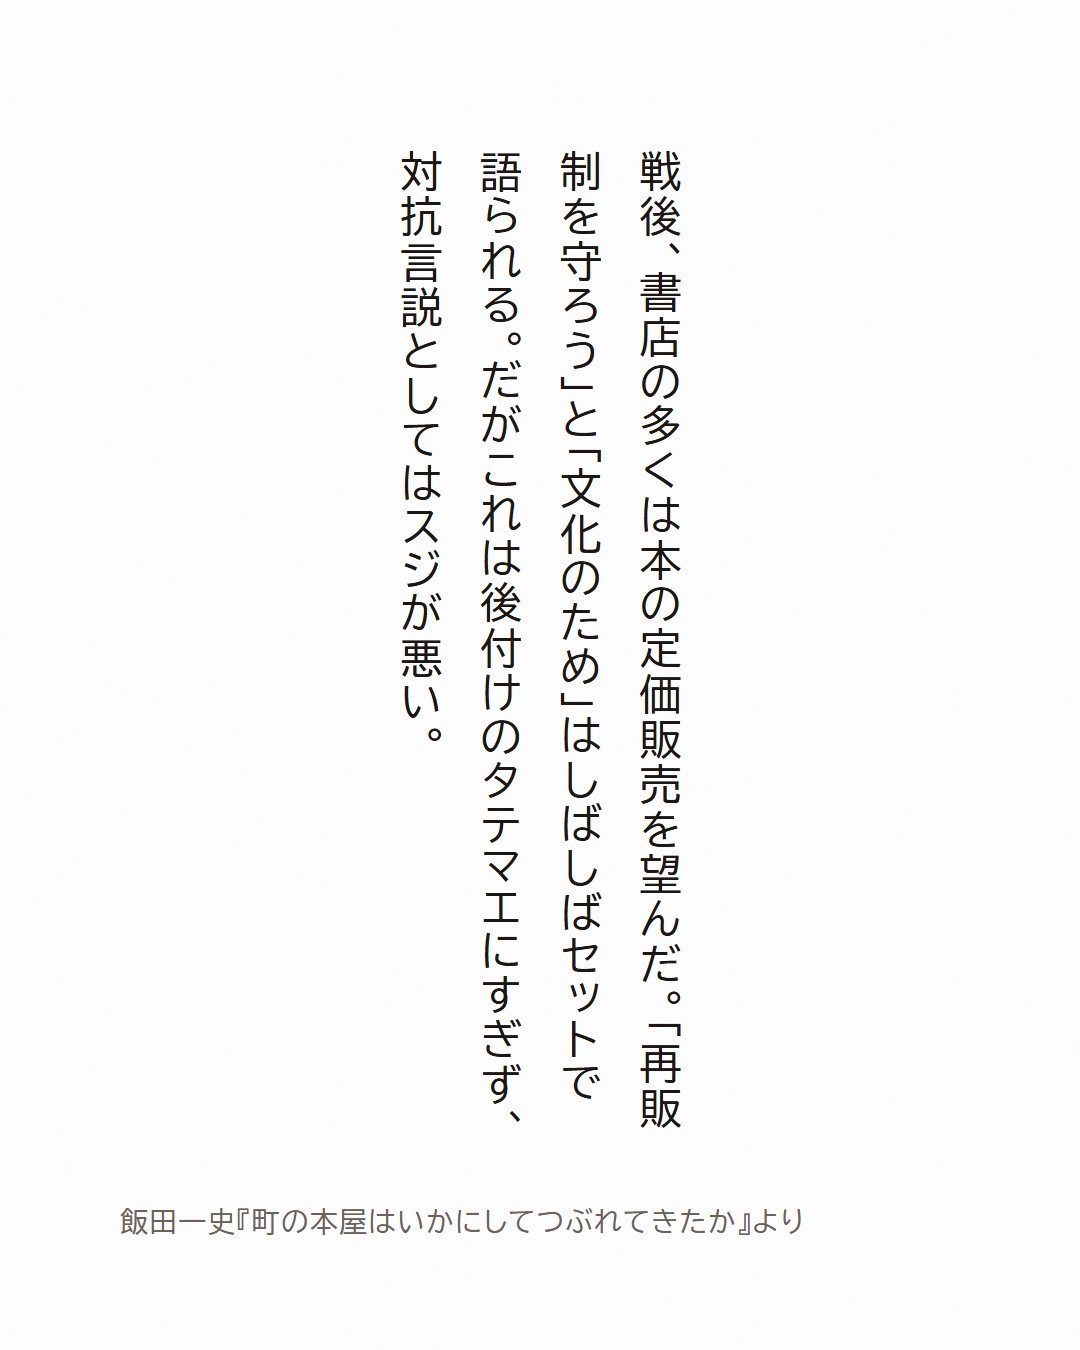 戦後、書店の多くは本の定価販売を望んだ。「再販
制を守ろう」と「文化のため」はしばしばセットで
語られる。だがこれは後付けのタテマエにすぎず、
対抗言説としてはスジが悪い。
飯田一史『町の本屋はいかにしてつぶれてきたか』より